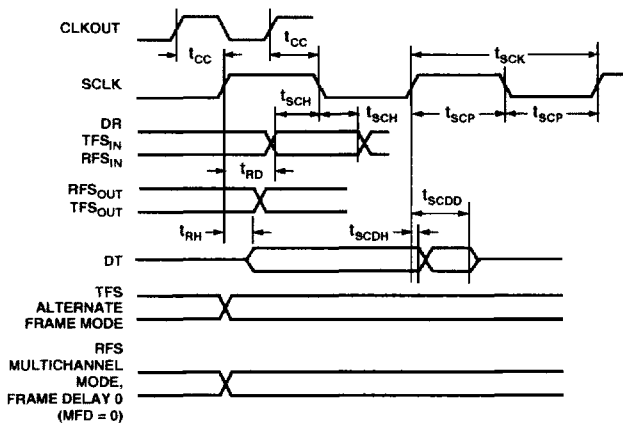 CLKOUT
tCC
tCC
tSCK
SCLK
tSCH
tSCH
tSCP
tSCP
DR
TFSIN
RFSIN
tRD
RFSOUT
TFSOUT
tSCDD
tRH
tSCDH
DT
TFS
ALTERNATE
FRAME MODE
RFS
MULTICHANNEL
MODE,
FRAME DELAY 0
(MFD = 0)